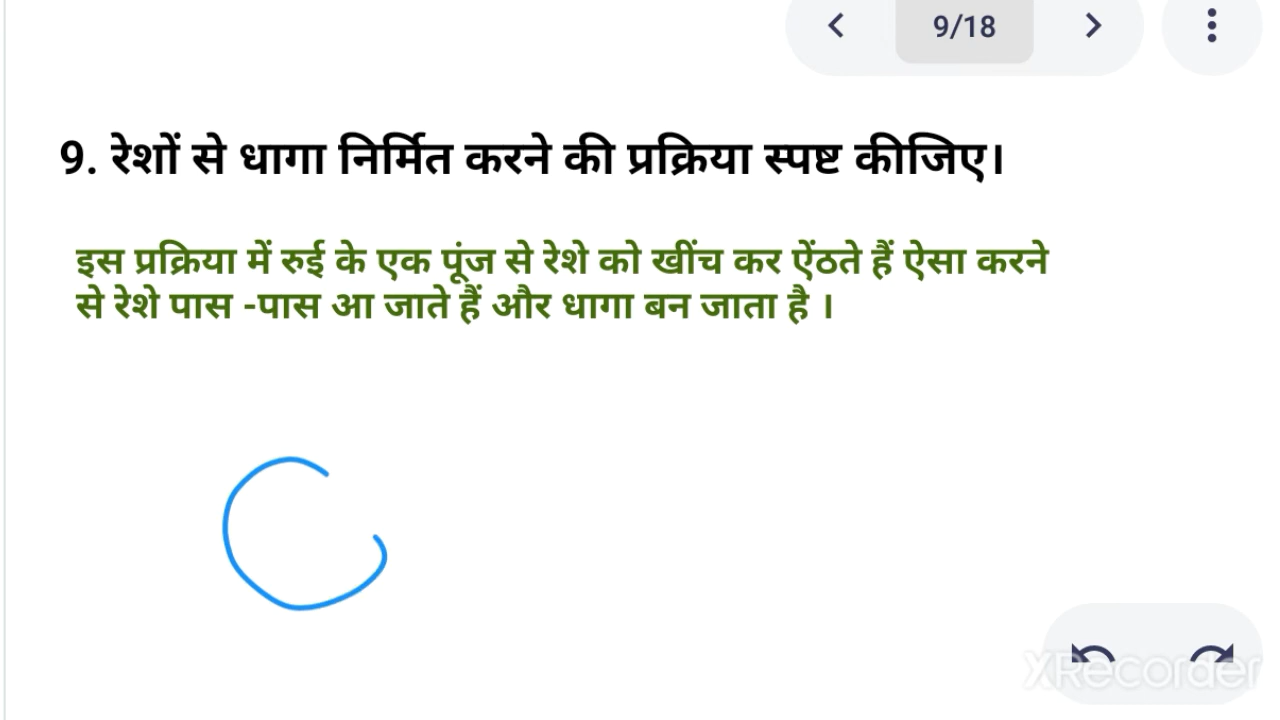 9/18
9. रेशों से धागा निर्मित करने की प्रक्रिया स्पष्ट कीजिए।
इस प्रक्रिया में रुई के एक पूंज से रेशे को खींच कर ऐंठते हैं ऐसा करने
से रेशे पास -पास आ जाते हैं और धागा बन जाता है ।
XRecorder